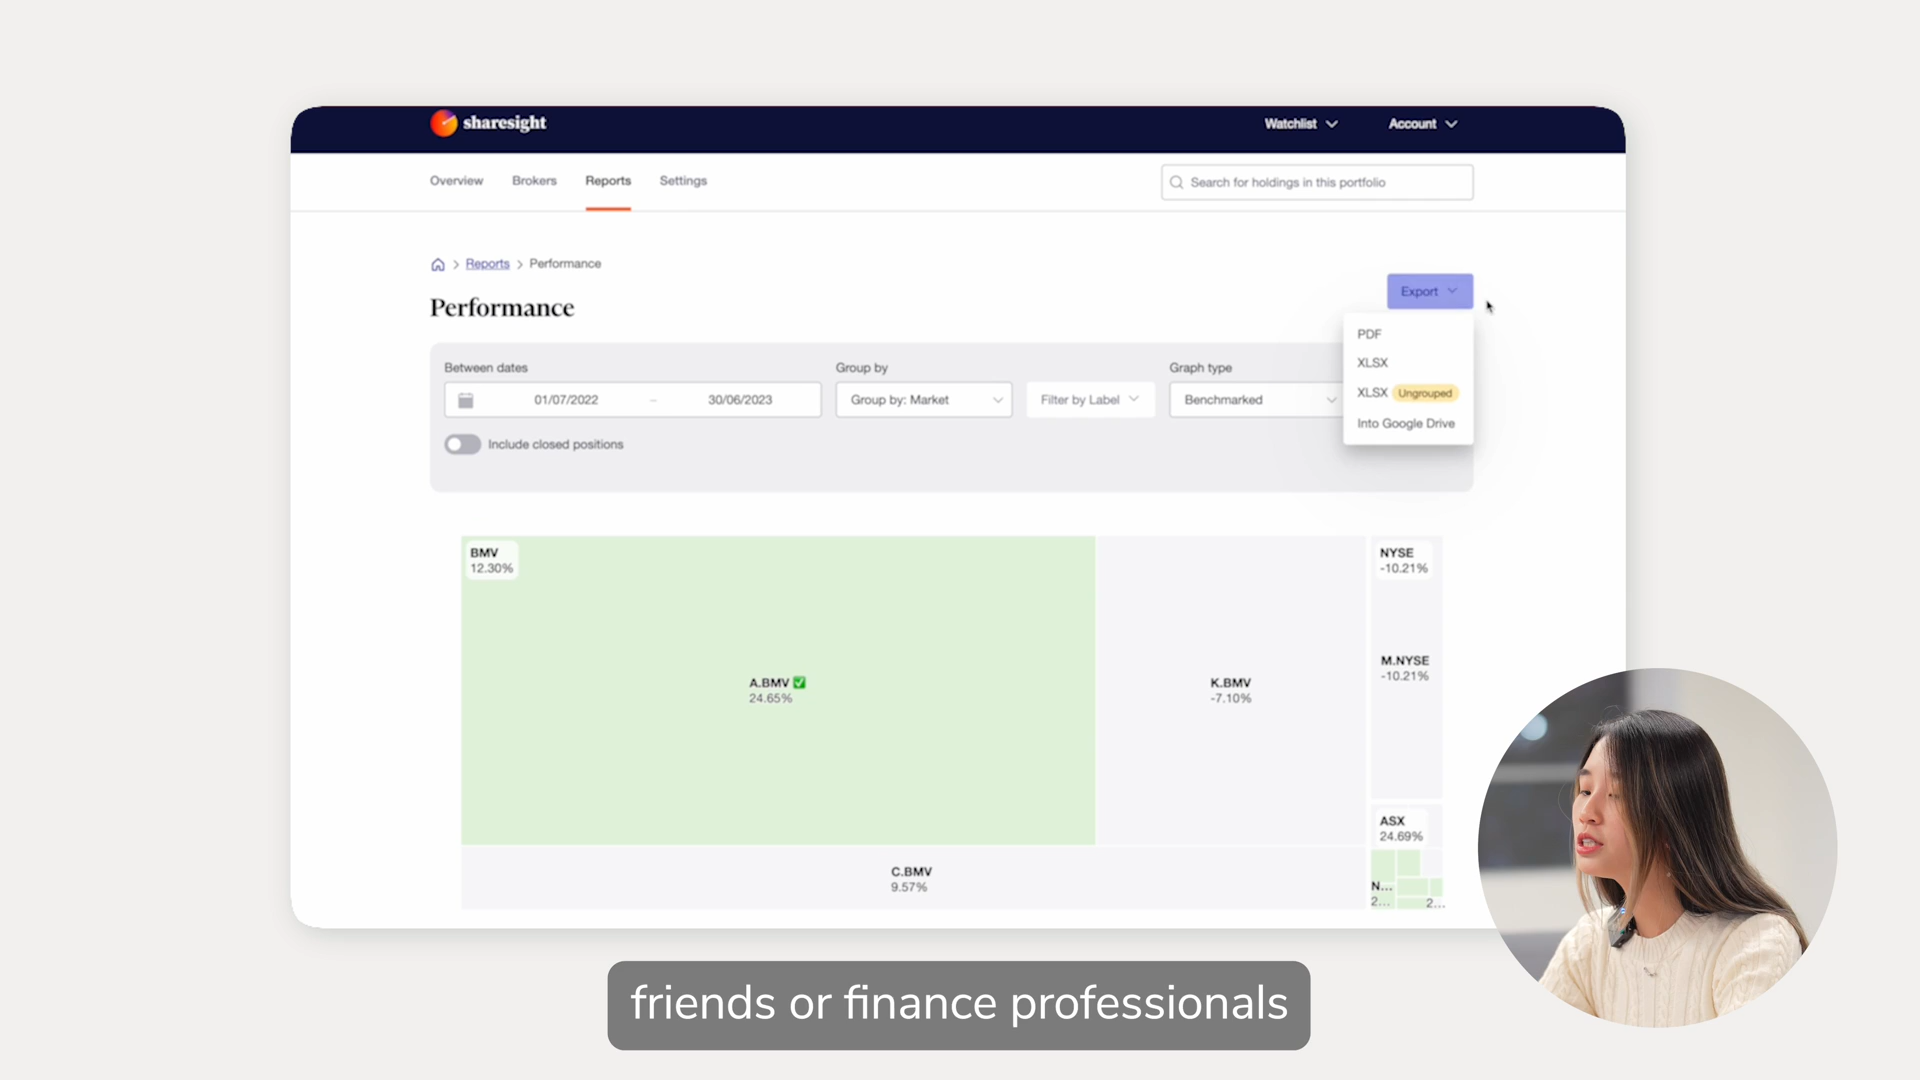 sharesight
Watchlist
Account
Overview
Brokers
Reports
Settings
Search for holdings in this portfolio
> Reports > Performance
Performance
Export
PDF
XLSX
XLSX Ungrouped
Into Google Drive
Between dates
01/07/2022 – 30/06/2023
Group by
Group by: Market
Filter by Label
Graph type
Benchmarked
Include closed positions
BMV
12.30%
A.BMV ✅
24.65%
K.BMV
-7.10%
C.BMV
9.57%
NYSE
-10.21%
M.NYSE
-10.21%
ASX
24.69%
N...
2...
2...
friends or finance professionals